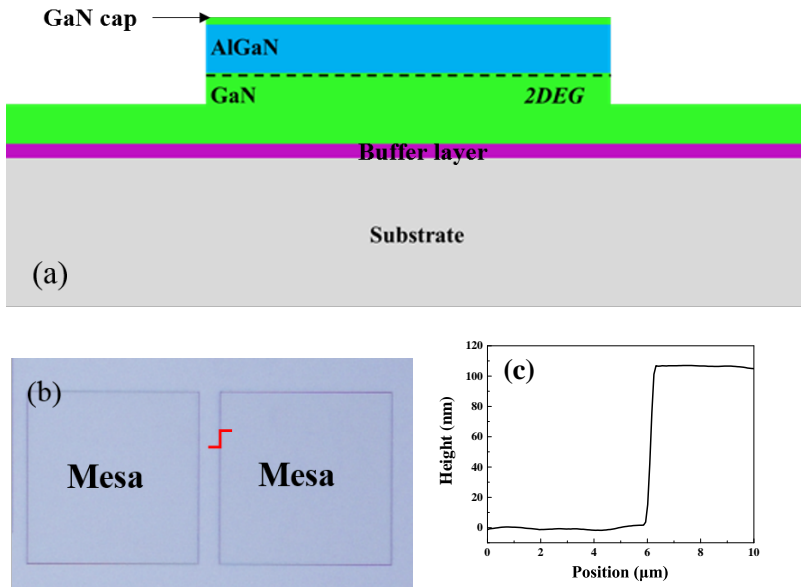 GaN cap
AlGaN
GaN 2DEG
Buffer layer
Substrate
(a)
(b)
Mesa Mesa
(c)
120
100
80
60
40
20
0
Height (nm)
0 2 4 6 8 10
Position (μm)